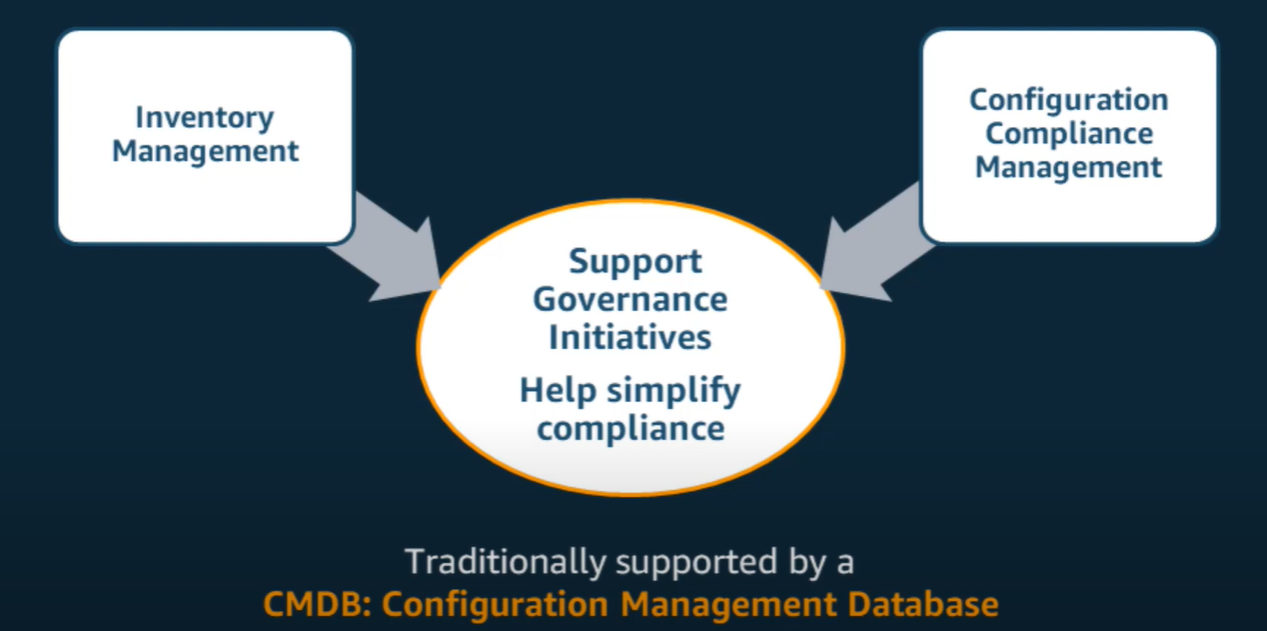 Inventory
Management
Configuration
Compliance
Management
Support
Governance
Initiatives
Help simplify
compliance
Traditionally supported by a
CMDB: Configuration Management Database